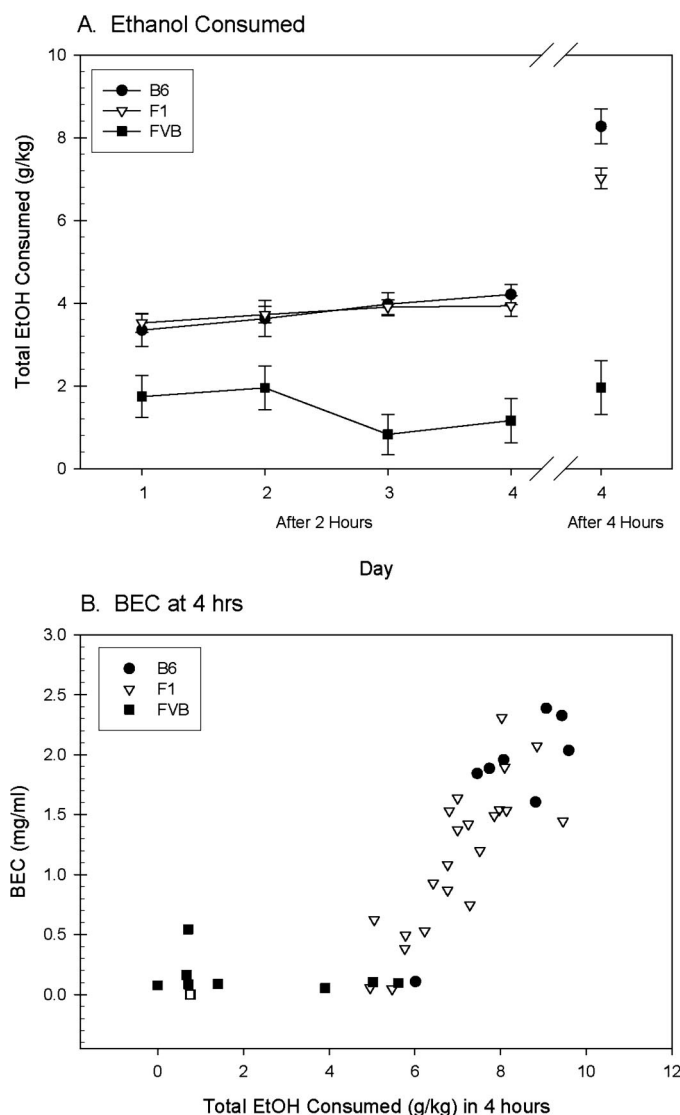 A. Ethanol Consumed
10
8
6
4
2
0
B6
F1
FVB
Total EtOH Consumed (g/kg)
1 2 3 4 4
After 2 Hours After 4 Hours
Day
B. BEC at 4 hrs
3.0
2.5
2.0
1.5
1.0
0.5
0.0
B6
F1
FVB
BEC (mg/ml)
0 2 4 6 8 10 12
Total EtOH Consumed (g/kg) in 4 hours